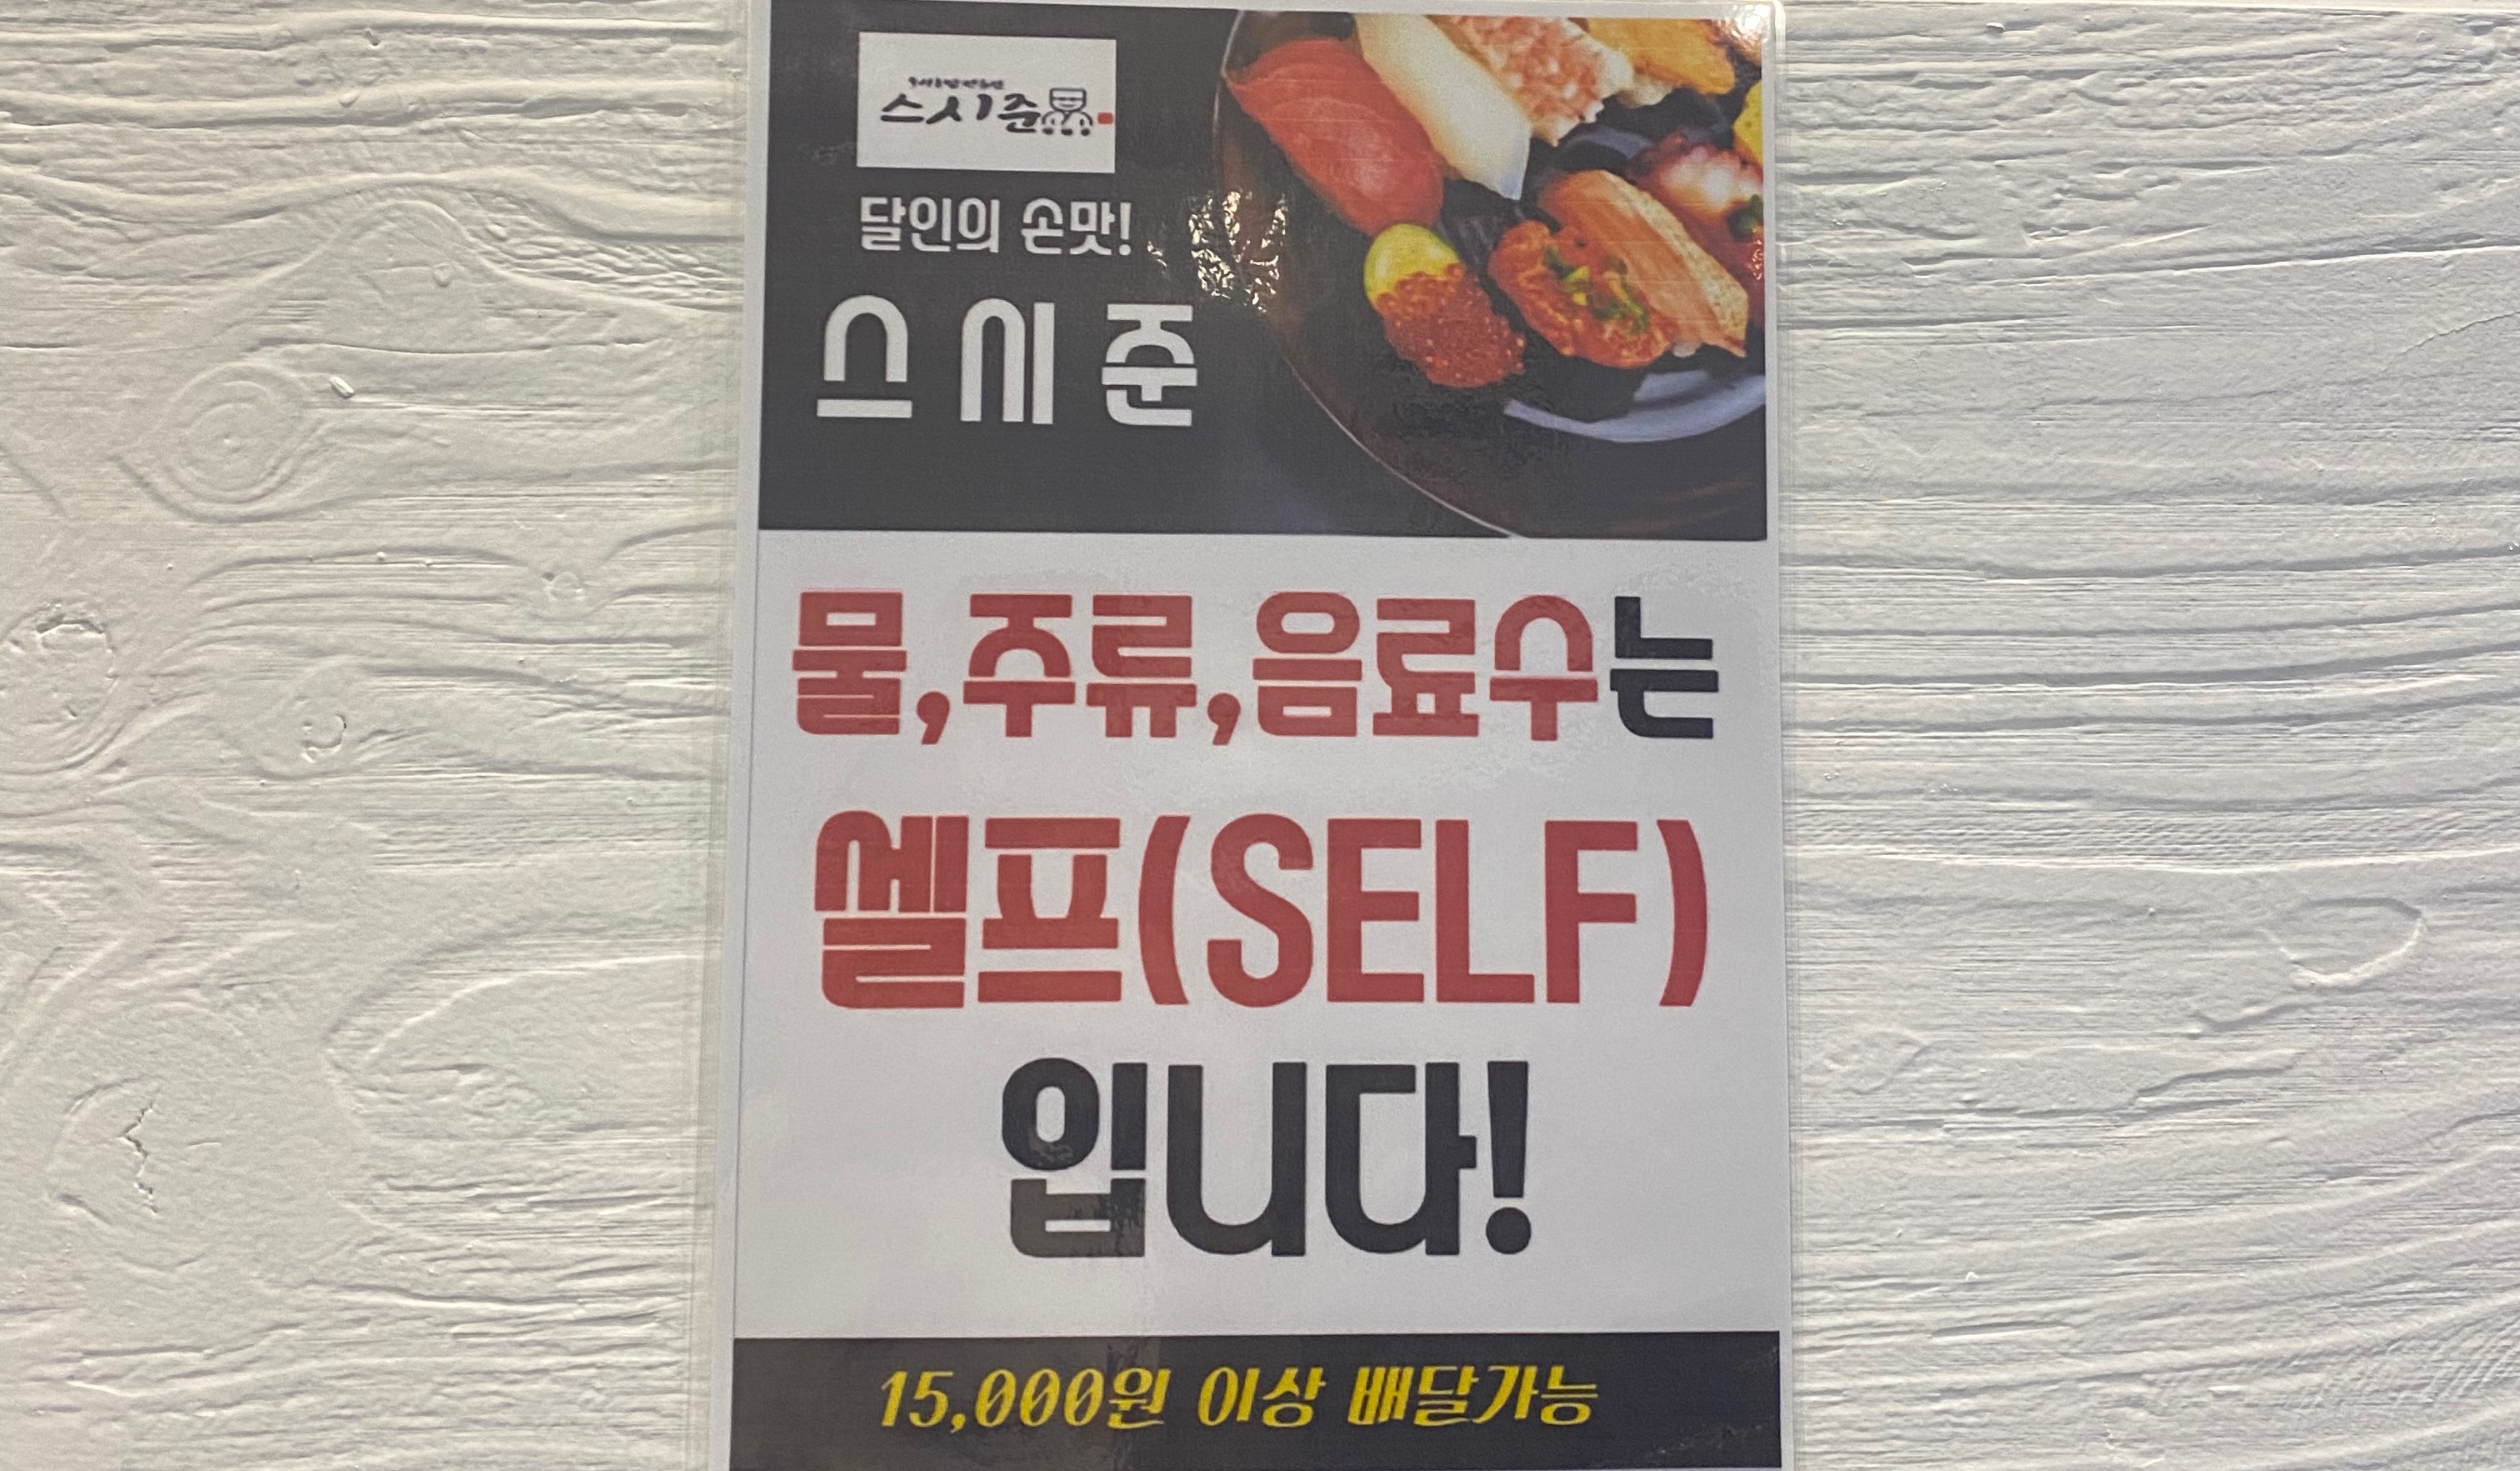 스시준
달인의 손맛!
스시준
물,주류,음료수는
셀프(SELF)
입니다!
15,000원 이상 배달가능